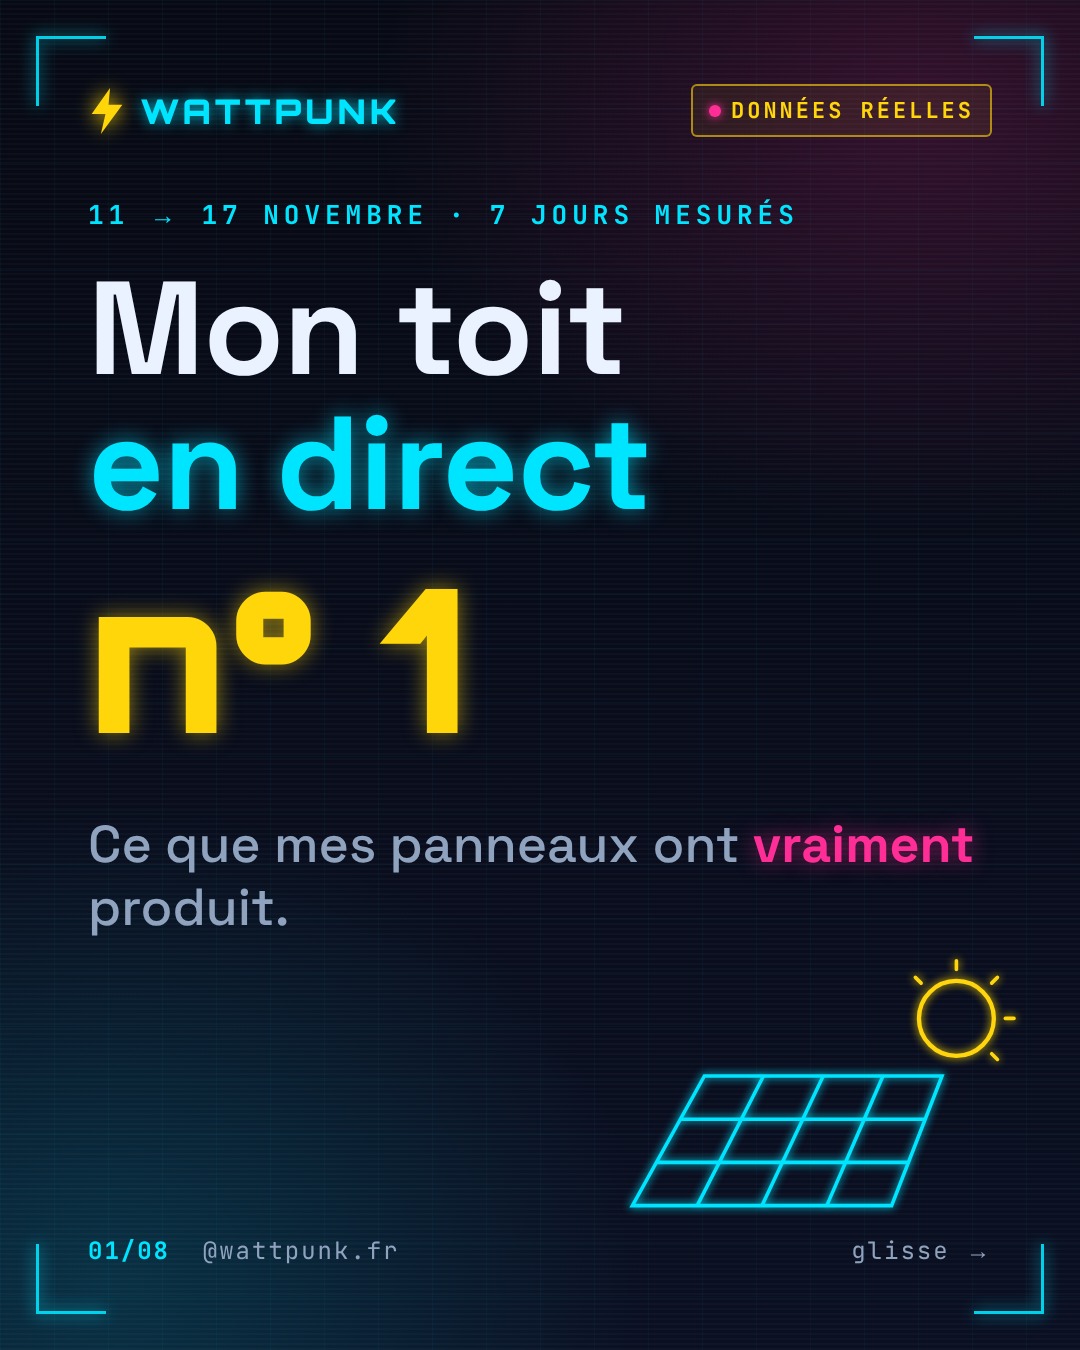 WATTPUNK
DONNÉES RÉELLES
11 → 17 NOVEMBRE · 7 JOURS MESURÉS
Mon toit
en direct
nº 1
Ce que mes panneaux ont vraiment
produit.
01/08 @wattpunk.fr
glisse →